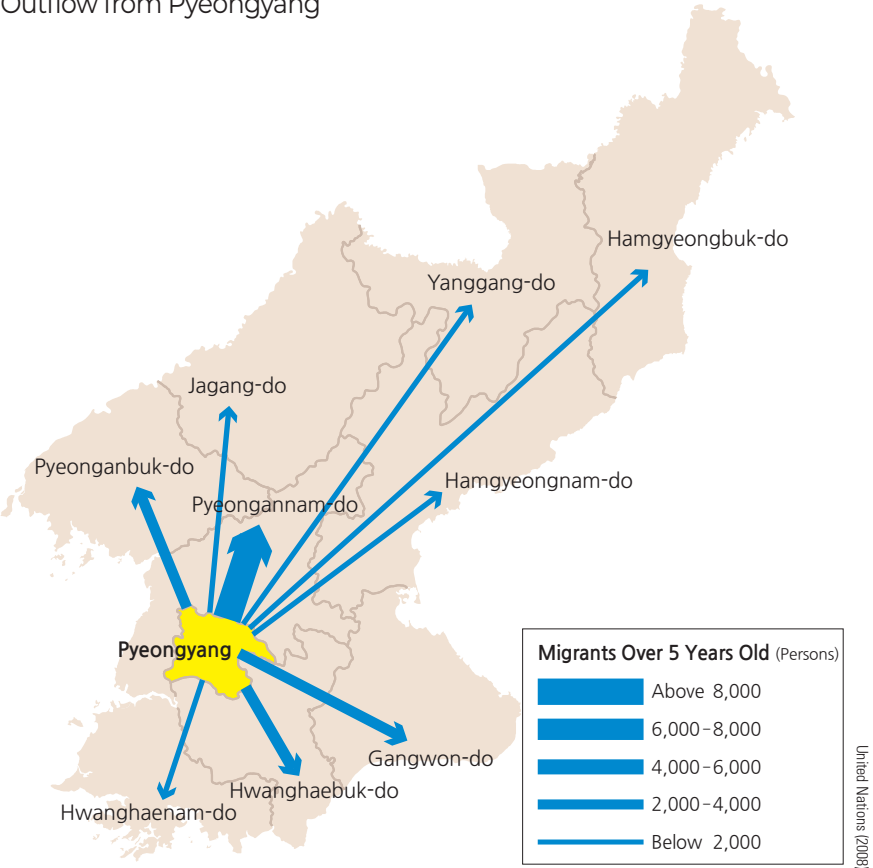 Outflow from Pyeongyang
Hamgyeongbuk-do
Yanggang-do
Jagang-do
Pyeonganbuk-do
Hamgyeongnam-do
Pyeongannam-do
Pyeongyang
Gangwon-do
Hwanghaebuk-do
Hwanghaenam-do
Migrants Over 5 Years Old (Persons)
Above 8,000
6,000–8,000
4,000–6,000
2,000–4,000
Below 2,000
United Nations (2008